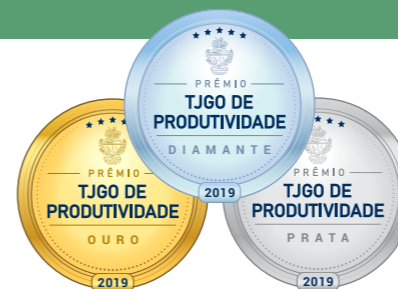 PRÊMIO
TJGO DE
PRODUTIVIDADE
DIAMANTE
2019
PRÊMIO
TJGO DE
PRODUTIVIDADE
OURO
2019
PRÊMIO
TJGO DE
PRODUTIVIDADE
PRATA
2019